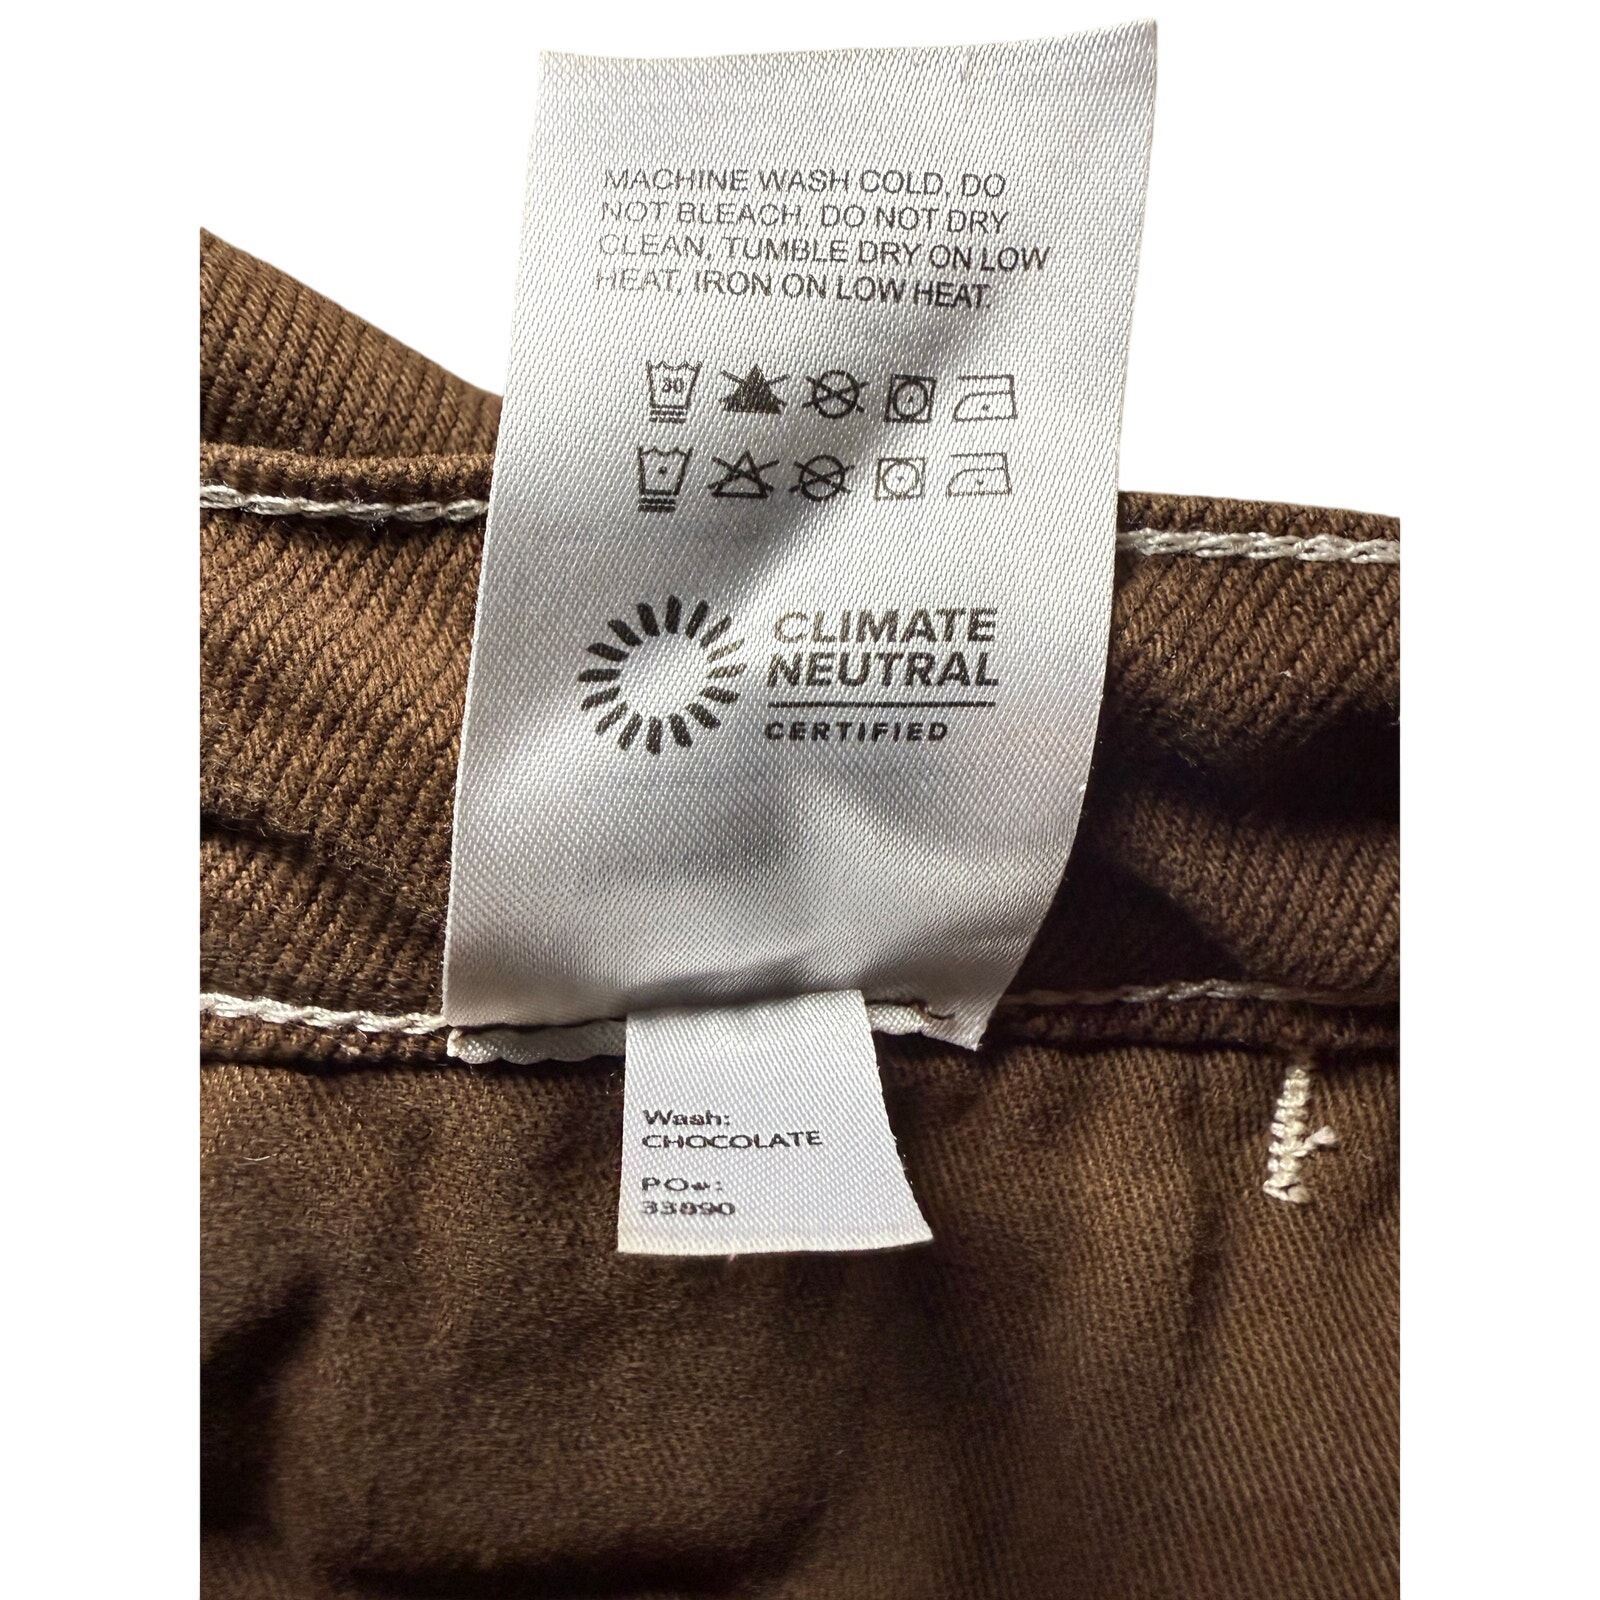 MACHINE WASH COLD, DO
NOT BLEACH, DO NOT DRY
CLEAN, TUMBLE DRY ON LOW
HEAT, IRON ON LOW HEAT.
30
CLIMATE
NEUTRAL
CERTIFIED
Wash:
CHOCOLATE
PO#:
33890